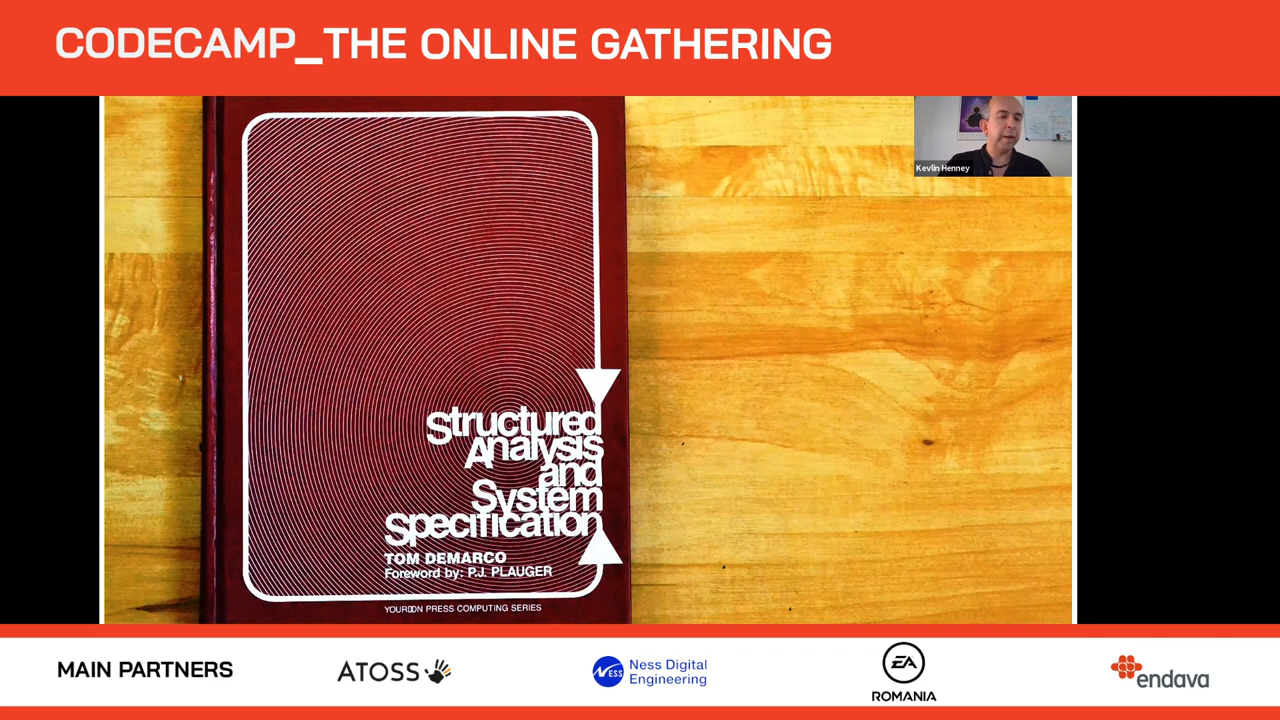 CODECAMP_THE ONLINE GATHERING
Kevlin Henney
Structured
Analysis
and
System
Specification
TOM DEMARCO
Foreword by: P.J. PLAUGER
YOURDON PRESS COMPUTING SERIES
MAIN PARTNERS
ATOSS
NESS
Ness Digital
Engineering
EA
ROMANIA
endava